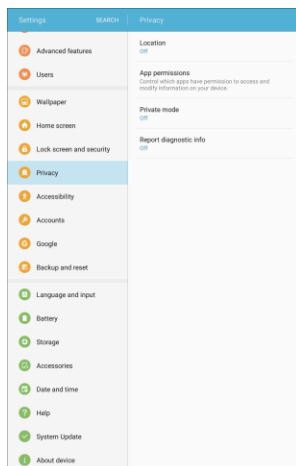 Settings
SEARCH
Privacy
Advanced features
Users
Wallpaper
Home screen
Lock screen and security
Privacy
Accessibility
Accounts
Google
Backup and reset
Language and input
Battery
Storage
Accessories
Date and time
Help
System Update
About device
Location
Off
App permissions
Control which apps have permission to access and
modify information on your device.
Private mode
Off
Report diagnostic info
Off